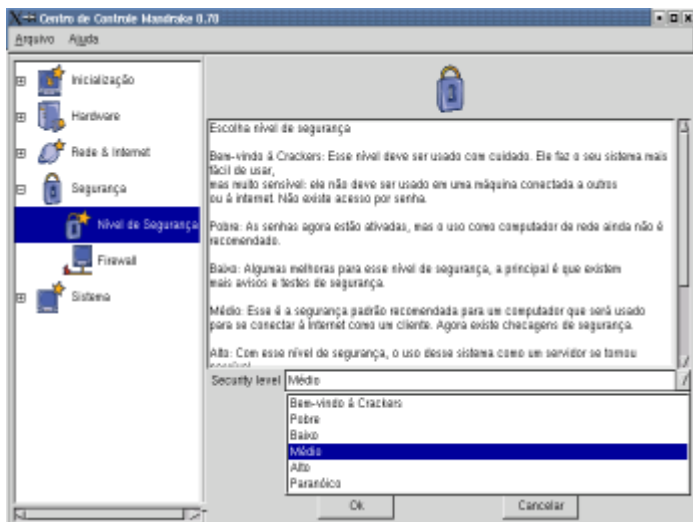 Centro de Controle Mandrake 0.70
Arquivo Ajuda
Inicialização
Hardware
Rede & Internet
Segurança
Nível de Segurança
Firewall
Sistema
Escolha nível de segurança
Bem-vindo à Crackers: Esse nível deve ser usado com cuidado. Ele faz o seu sistema mais
fácil de usar,
mas muito sensível: ele não deve ser usado em uma máquina conectada a outros
ou à internet. Não existe acesso por senha.
Pobre: As senhas agora estão ativadas, mas o uso como computador de rede ainda não é
recomendado.
Baixo: Algumas melhoras para esse nível de segurança, a principal é que existem
mais avisos e testes de segurança.
Médio: Esse é a segurança padrão recomendada para um computador que será usado
para se conectar à Internet como um cliente. Agora existe checagens de segurança.
Alto: Com esse nível de segurança, o uso desse sistema como um servidor se tornou
Security level Médio
Bem-vindo à Crackers
Pobre
Baixo
Médio
Alto
Paranóico
Ok
Cancelar